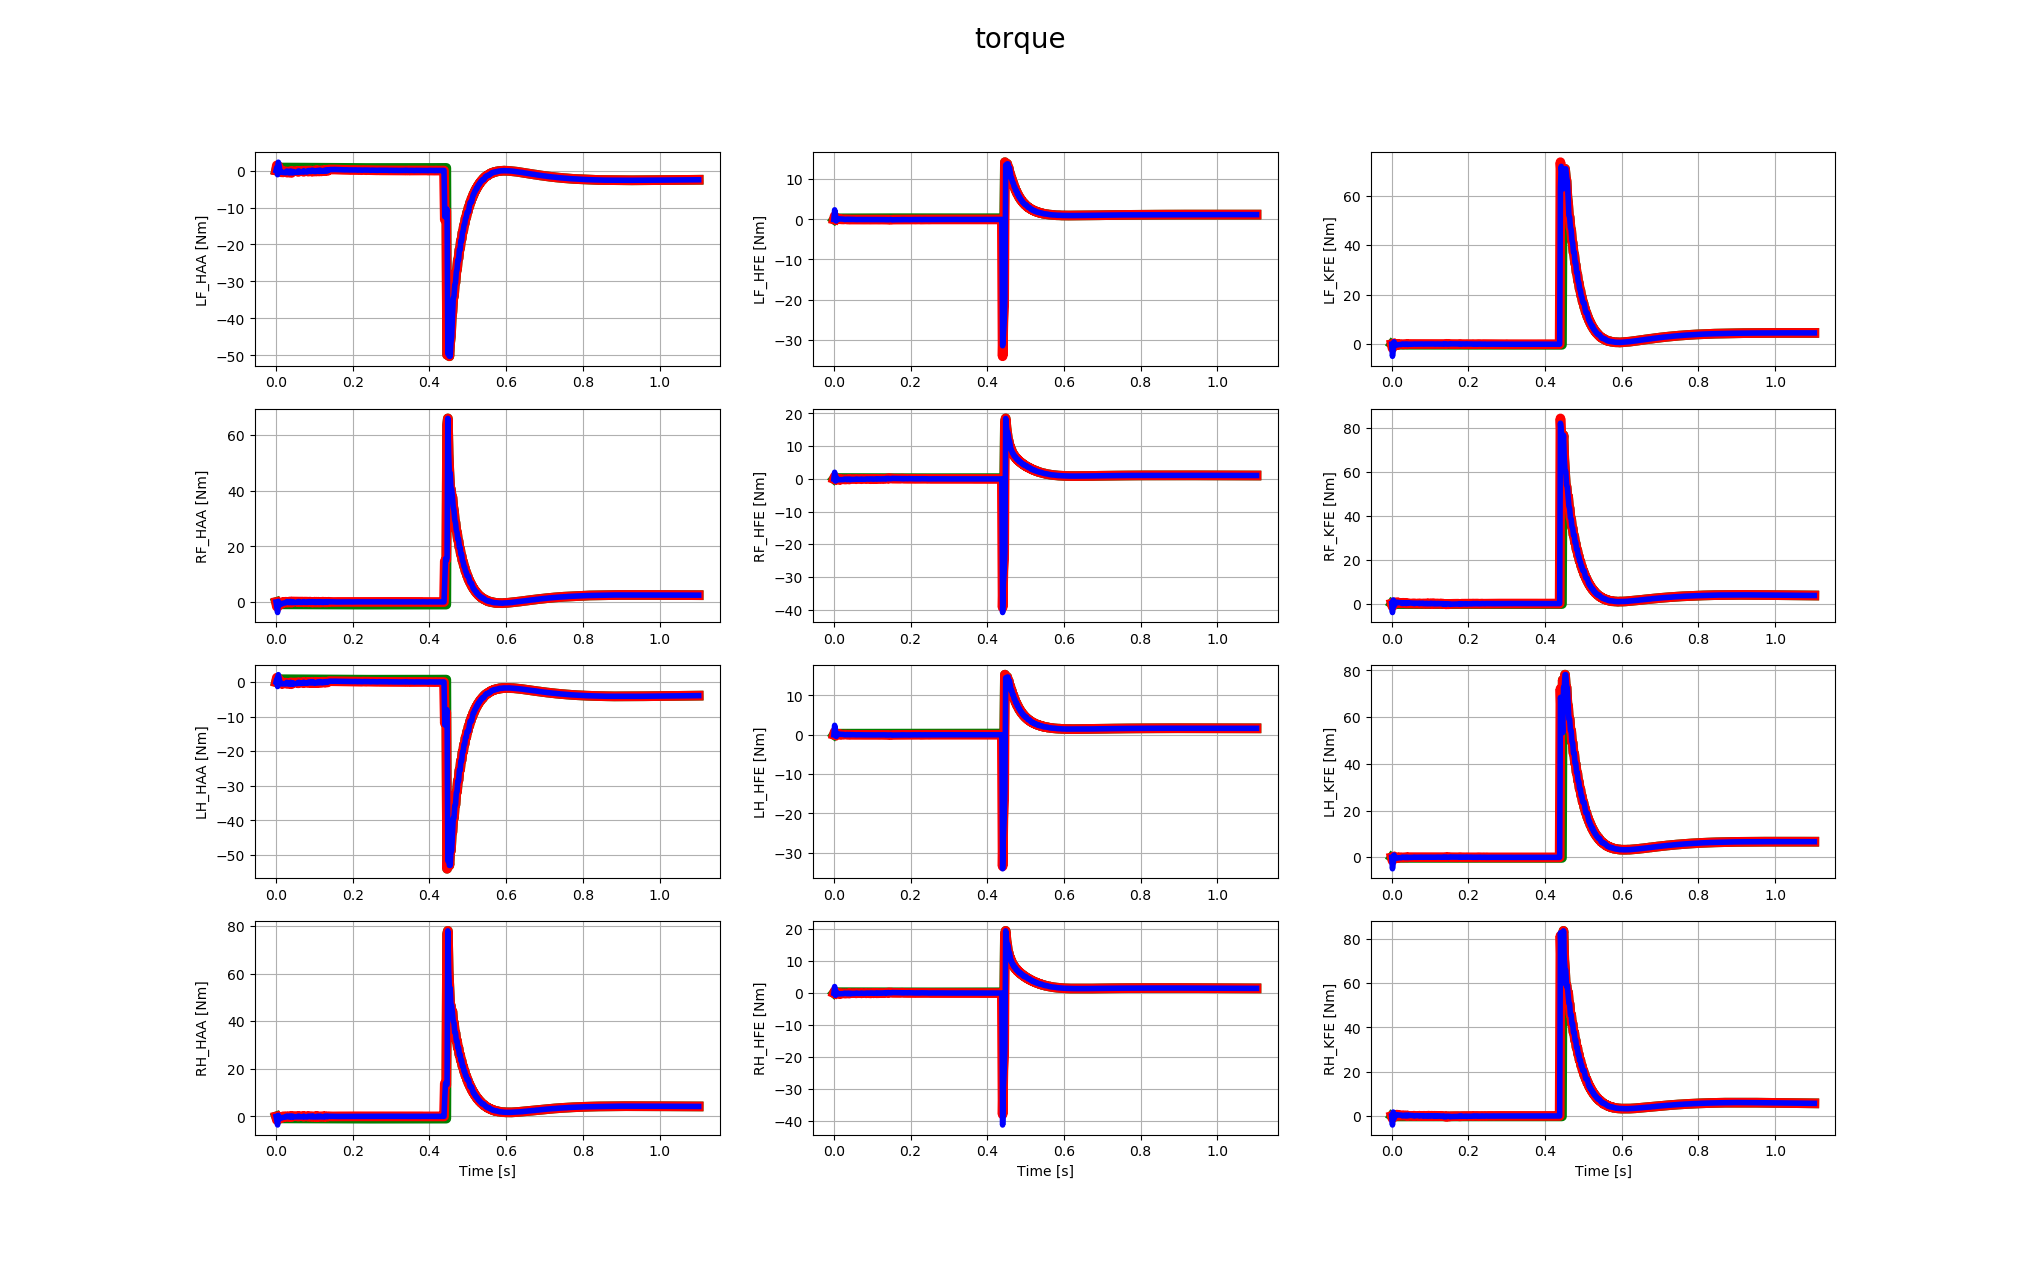 torque
LF_HAA [Nm]
0
−10
−20
−30
−40
−50
0.0 0.2 0.4 0.6 0.8 1.0
LF_HFE [Nm]
10
0
−10
−20
−30
0.0 0.2 0.4 0.6 0.8 1.0
LF_KFE [Nm]
60
40
20
0
0.0 0.2 0.4 0.6 0.8 1.0
RF_HAA [Nm]
60
40
20
0
0.0 0.2 0.4 0.6 0.8 1.0
RF_HFE [Nm]
20
10
0
−10
−20
−30
−40
0.0 0.2 0.4 0.6 0.8 1.0
RF_KFE [Nm]
80
60
40
20
0
0.0 0.2 0.4 0.6 0.8 1.0
LH_HAA [Nm]
0
−10
−20
−30
−40
−50
0.0 0.2 0.4 0.6 0.8 1.0
LH_HFE [Nm]
10
0
−10
−20
−30
0.0 0.2 0.4 0.6 0.8 1.0
LH_KFE [Nm]
80
60
40
20
0
0.0 0.2 0.4 0.6 0.8 1.0
RH_HAA [Nm]
80
60
40
20
0
0.0 0.2 0.4 0.6 0.8 1.0
Time [s]
RH_HFE [Nm]
20
10
0
−10
−20
−30
−40
0.0 0.2 0.4 0.6 0.8 1.0
Time [s]
RH_KFE [Nm]
80
60
40
20
0
0.0 0.2 0.4 0.6 0.8 1.0
Time [s]